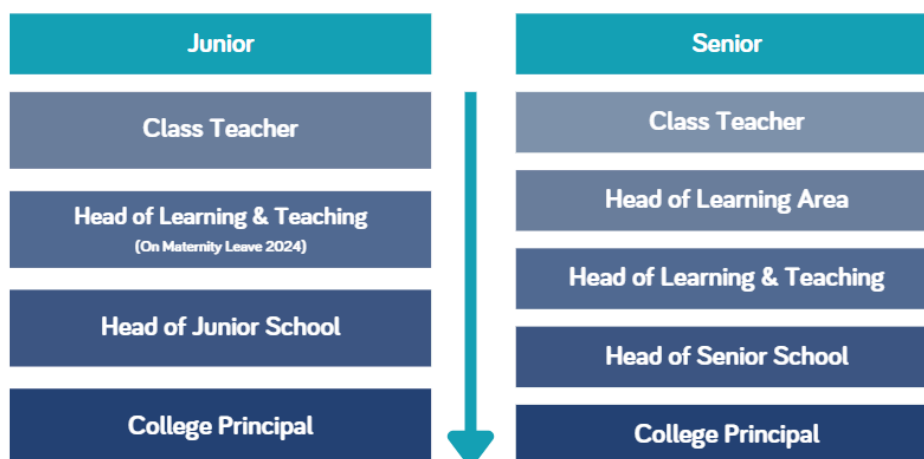 Junior
Class Teacher
Head of Learning & Teaching
(On Maternity Leave 2024)
Head of Junior School
College Principal
Senior
Class Teacher
Head of Learning Area
Head of Learning & Teaching
Head of Senior School
College Principal